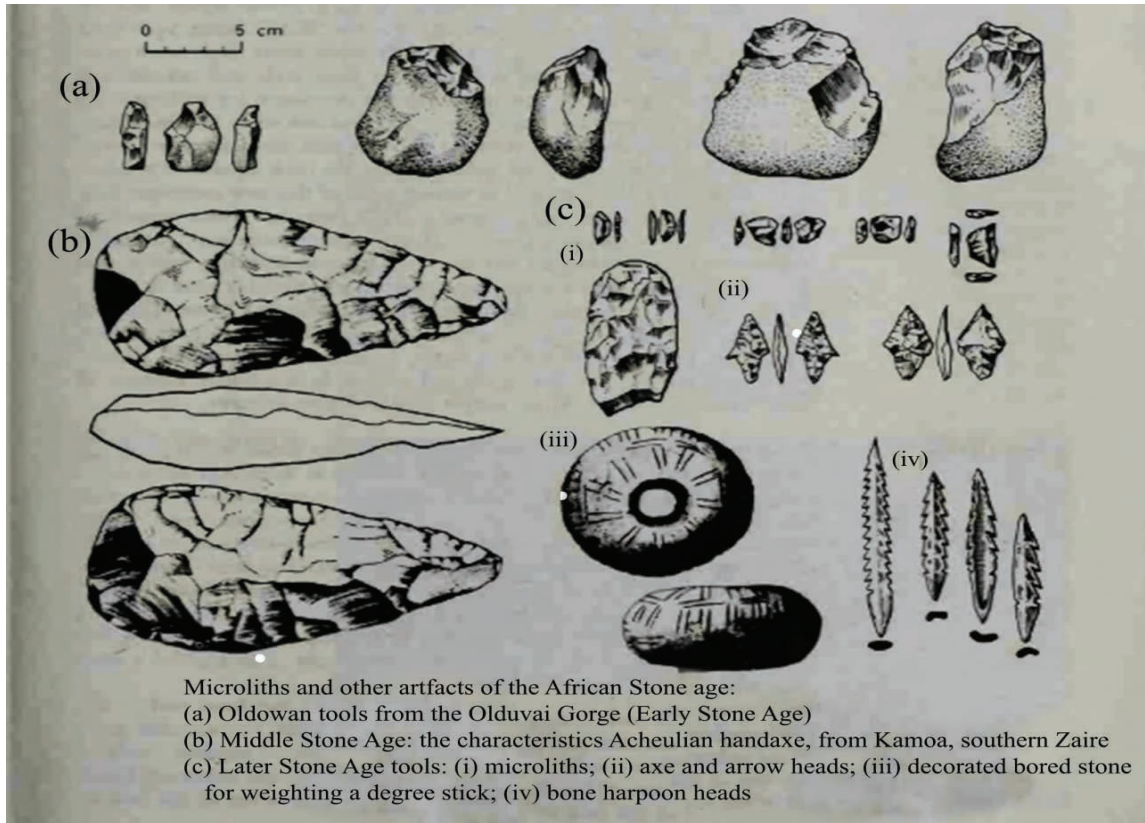 0 5 cm
(a)
(b)
(c)
(i)
(ii)
(iii)
(iv)
Microliths and other artfacts of the African Stone age:
(a) Oldowan tools from the Olduvai Gorge (Early Stone Age)
(b) Middle Stone Age: the characteristics Acheulian handaxe, from Kamoa, southern Zaire
(c) Later Stone Age tools: (i) microliths; (ii) axe and arrow heads; (iii) decorated bored stone
for weighting a degree stick; (iv) bone harpoon heads